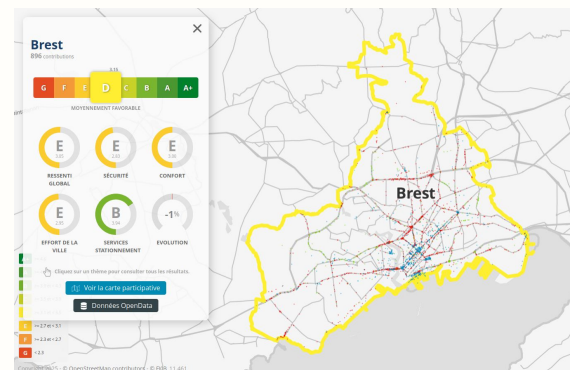 Brest
896 contributions
G F E D C B A A+
MOYENNEMENT FAVORABLE
E
E
E
RESSENTI GLOBAL
SÉCURITÉ
CONFORT
E
B
-1%
EFFORT DE LA VILLE
SERVICES STATIONNEMENT
EVOLUTION
Cliquez sur un thème pour consulter tous les résultats.
Voir la carte participative
Données OpenData
E
F
G
Brest